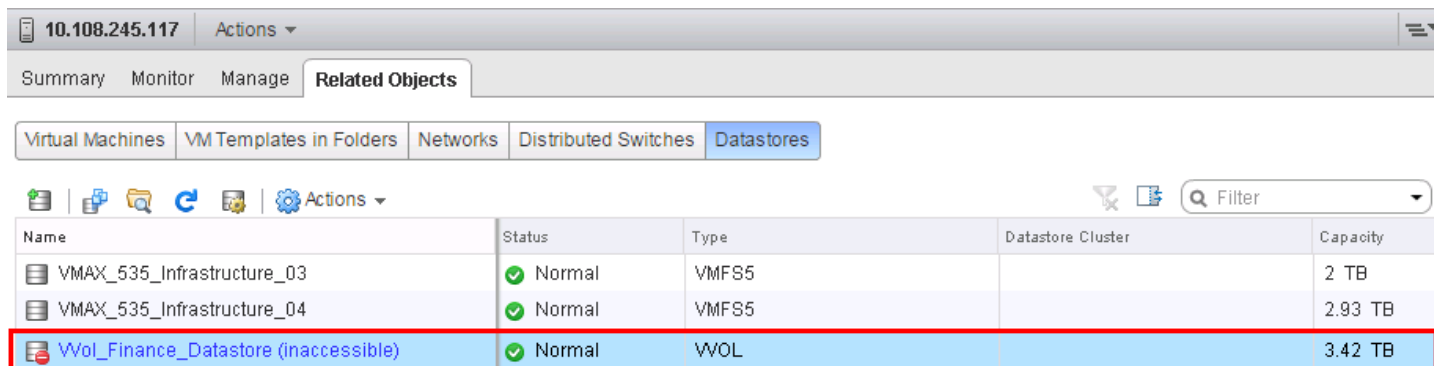 10.108.245.117 Actions
Summary Monitor Manage Related Objects
Virtual Machines VM Templates in Folders Networks Distributed Switches Datastores
Actions Filter
Name Status Type Datastore Cluster Capacity
VMAX_535_Infrastructure_03 Normal VMFS5 2 TB
VMAX_535_Infrastructure_04 Normal VMFS5 2.93 TB
VVol_Finance_Datastore (inaccessible) Normal VVOL 3.42 TB